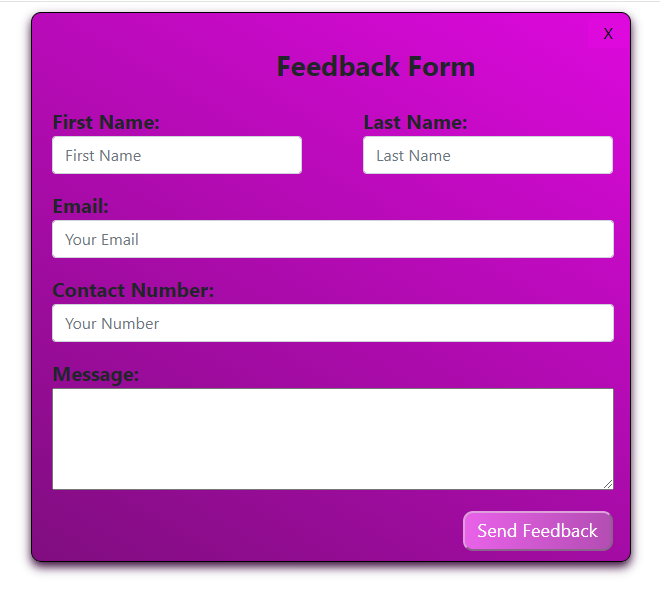 X
Feedback Form
First Name: Last Name:
First Name Last Name
Email:
Your Email
Contact Number:
Your Number
Message:
Send Feedback